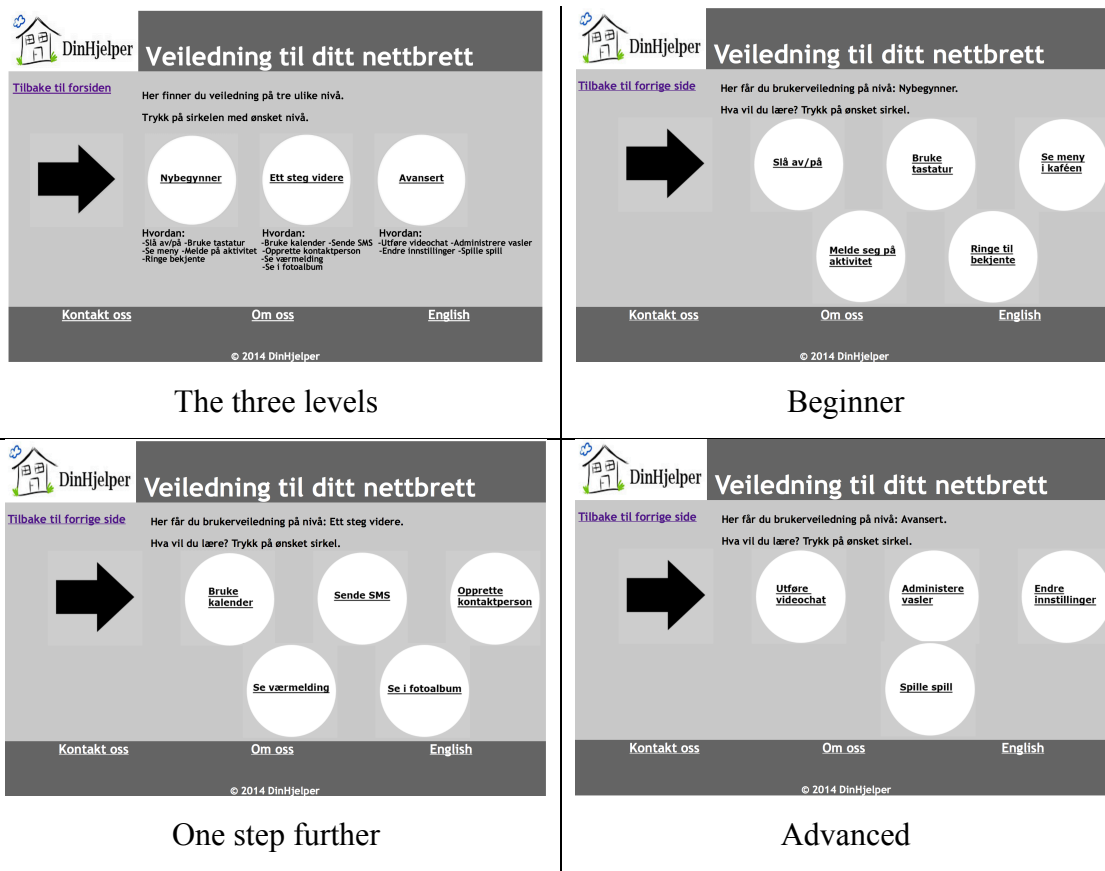 DinHjelper
Veiledning til ditt nettbrett
Tilbake til forsiden
Her finner du veiledning på tre ulike nivå.
Trykk på sirkelen med ønsket nivå.
Nybegynner
Ett steg videre
Avansert
Hvordan:
-Slå av/på -Bruke tastatur
-Se meny -Melde på aktivitet
-Ringe bekjente
Hvordan:
-Bruke kalender -Sende SMS
-Opprette kontaktperson
-Se værmelding
-Se i fotoalbum
Hvordan:
-Utføre videochat -Administrere vasler
-Endre innstillinger -Spille spill
Kontakt oss
Om oss
English
© 2014 DinHjelper
The three levels
DinHjelper
Veiledning til ditt nettbrett
Tilbake til forrige side
Her får du brukerveiledning på nivå: Nybegynner.
Hva vil du lære? Trykk på ønsket sirkel.
Slå av/på
Bruke
tastatur
Se meny
i kaféen
Melde seg på
aktivitet
Ringe til
bekjente
Kontakt oss
Om oss
English
© 2014 DinHjelper
Beginner
DinHjelper
Veiledning til ditt nettbrett
Tilbake til forrige side
Her får du brukerveiledning på nivå: Ett steg videre.
Hva vil du lære? Trykk på ønsket sirkel.
Bruke
kalender
Sende SMS
Opprette
kontaktperson
Se værmelding
Se i fotoalbum
Kontakt oss
Om oss
English
© 2014 DinHjelper
One step further
DinHjelper
Veiledning til ditt nettbrett
Tilbake til forrige side
Her får du brukerveiledning på nivå: Avansert.
Hva vil du lære? Trykk på ønsket sirkel.
Utføre
videochat
Administere
vasler
Endre
innstillinger
Spille spill
Kontakt oss
Om oss
English
© 2014 DinHjelper
Advanced